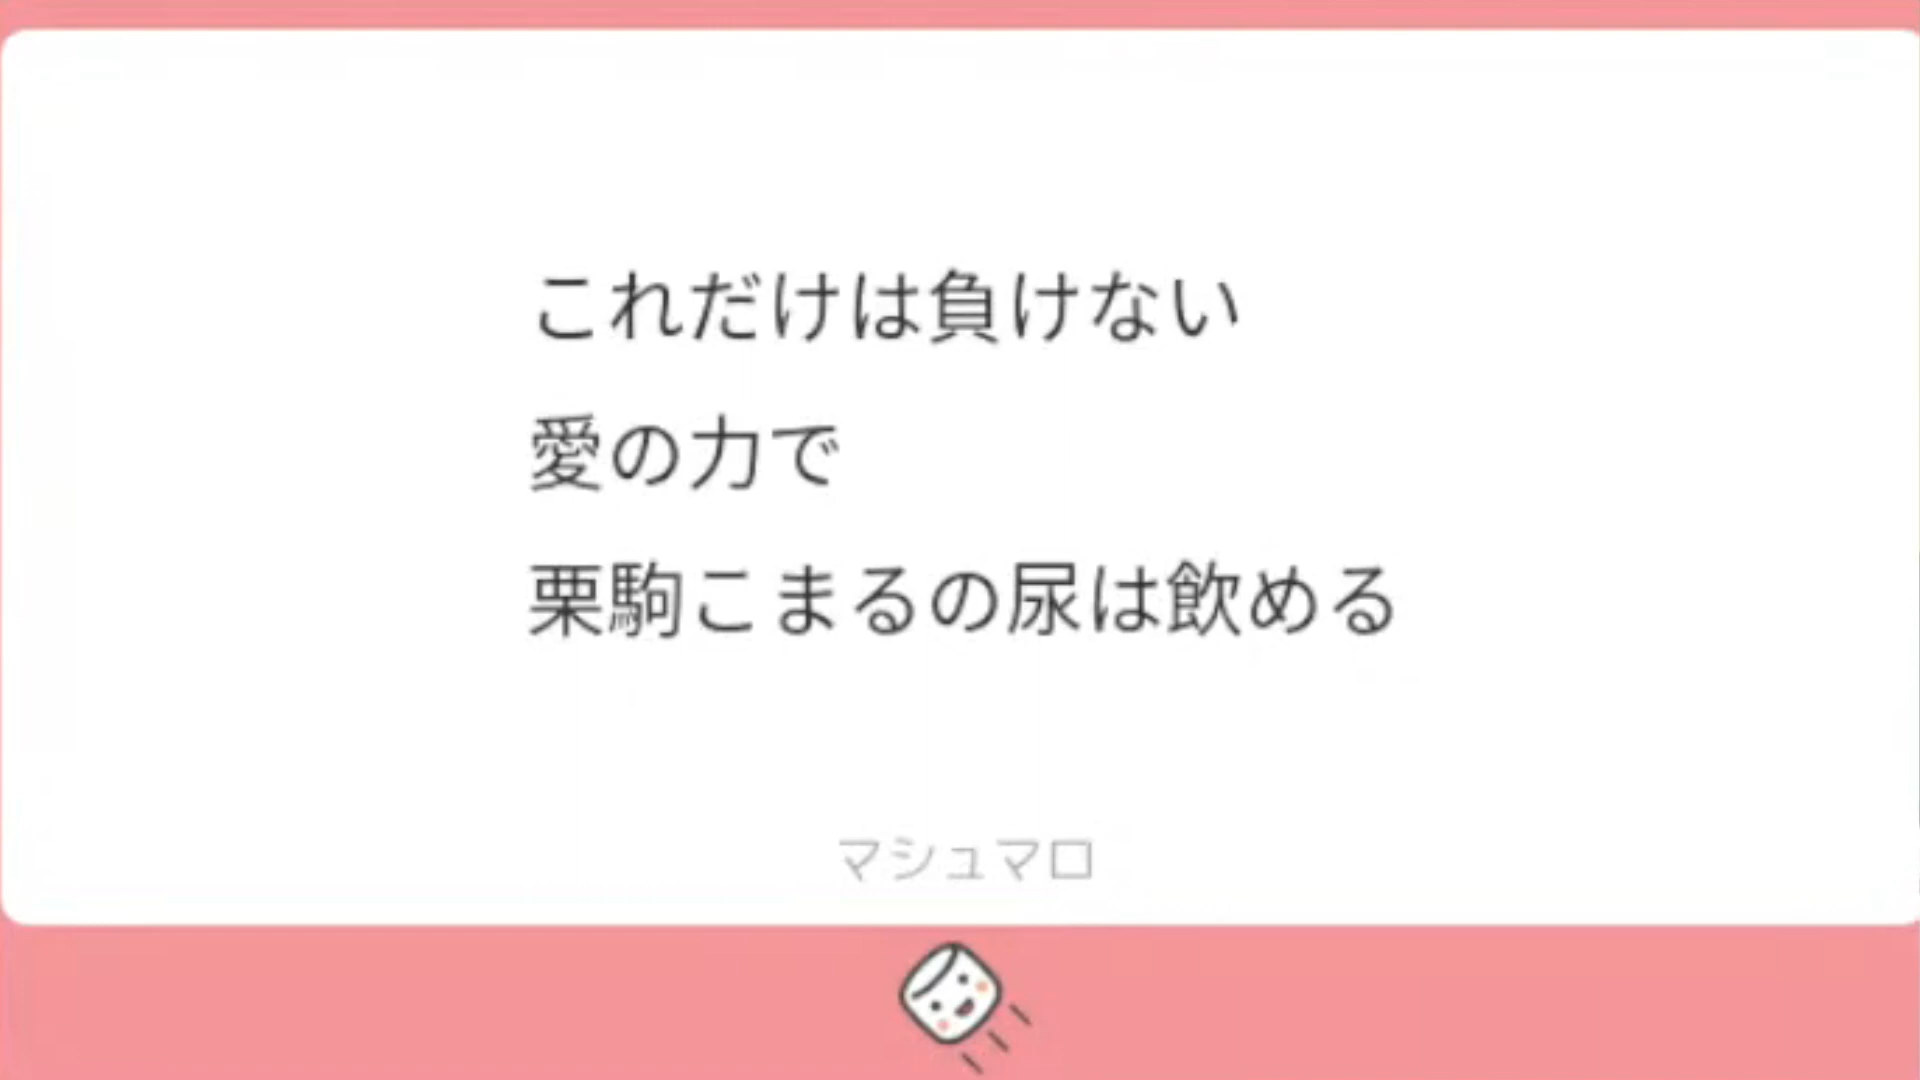 これだけは負けない
愛の力で
栗駒こまるの尿は飲める
マシュマロ